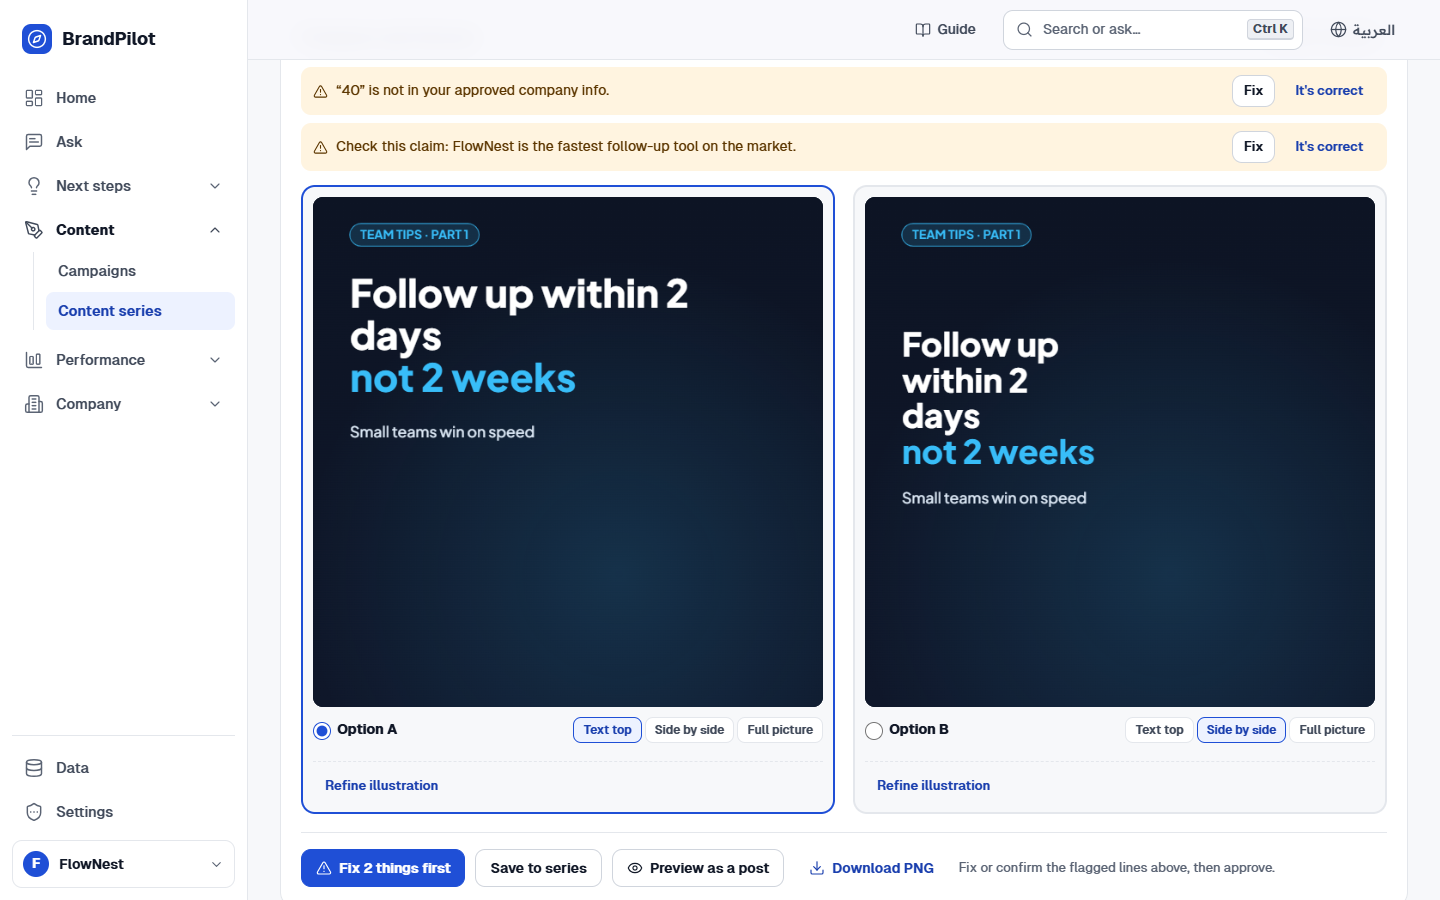 BrandPilot
Guide
Search or ask...
Ctrl K
العربية
Home
Ask
Next steps
Content
Campaigns
Content series
Performance
Company
Data
Settings
F
FlowNest
“40” is not in your approved company info.
Fix
It's correct
Check this claim: FlowNest is the fastest follow-up tool on the market.
Fix
It's correct
TEAM TIPS · PART 1
Follow up within 2
days
not 2 weeks
Small teams win on speed
Option A
Text top
Side by side
Full picture
Refine illustration
TEAM TIPS · PART 1
Follow up
within 2
days
not 2 weeks
Small teams win on speed
Option B
Text top
Side by side
Full picture
Refine illustration
Fix 2 things first
Save to series
Preview as a post
Download PNG
Fix or confirm the flagged lines above, then approve.